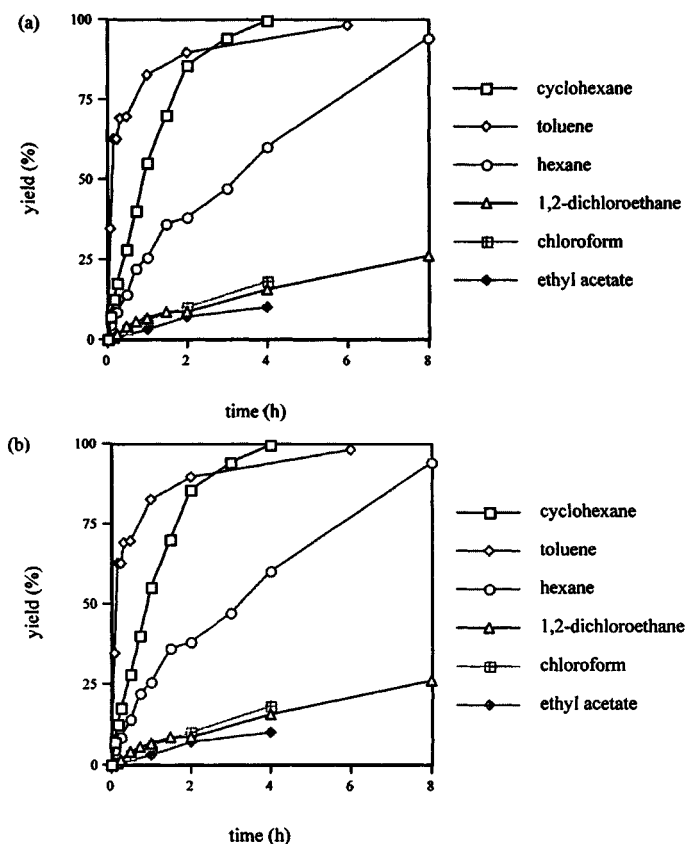 (a)
100
75
50
25
0
yield (%)
0 2 4 6 8
time (h)
cyclohexane
toluene
hexane
1,2-dichloroethane
chloroform
ethyl acetate
(b)
100
75
50
25
0
yield (%)
0 2 4 6 8
time (h)
cyclohexane
toluene
hexane
1,2-dichloroethane
chloroform
ethyl acetate